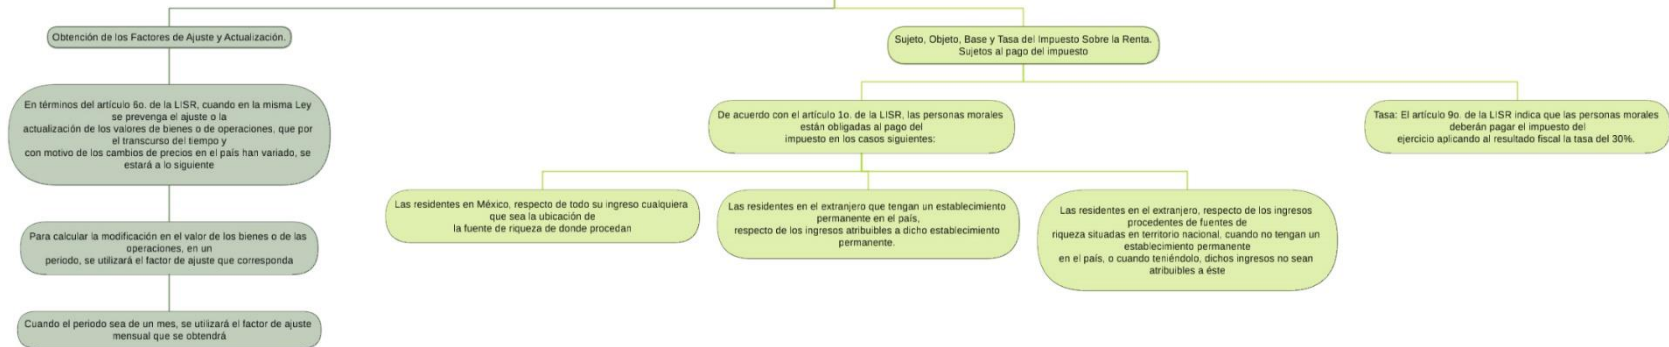 Obtención de los Factores de Ajuste y Actualización.
En términos del artículo 6o. de la LISR, cuando en la misma Ley
se prevenga el ajuste o la
actualización de los valores de bienes o de operaciones, que por
el transcurso del tiempo y
con motivo de los cambios de precios en el país han variado, se
estará a lo siguiente
Para calcular la modificación en el valor de los bienes o de las
operaciones, en un
periodo, se utilizará el factor de ajuste que corresponda
Cuando el periodo sea de un mes, se utilizará el factor de ajuste
mensual que se obtendrá
Sujeto, Objeto, Base y Tasa del Impuesto Sobre la Renta.
Sujetos al pago del impuesto
De acuerdo con el artículo 1o. de la LISR, las personas morales
están obligadas al pago del
impuesto en los casos siguientes:
Las residentes en México, respecto de todo su ingreso cualquiera
que sea la ubicación de
la fuente de riqueza de donde procedan
Las residentes en el extranjero que tengan un establecimiento
permanente en el país,
respecto de los ingresos atribuibles a dicho establecimiento
permanente.
Las residentes en el extranjero, respecto de los ingresos
procedentes de fuentes de
riqueza situadas en territorio nacional, cuando no tengan un
establecimiento permanente
en el país, o cuando teniéndolo, dichos ingresos no sean
atribuibles a éste
Tasa: El artículo 9o. de la LISR indica que las personas morales
deberán pagar el impuesto del
ejercicio aplicando al resultado fiscal la tasa del 30%.